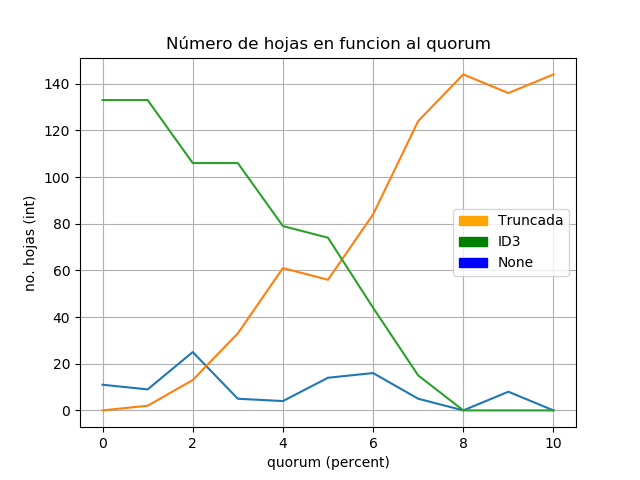 Número de hojas en funcion al quorum
no. hojas (int)
140
120
100
80
60
40
20
0
Truncada
ID3
None
0 2 4 6 8 10
quorum (percent)